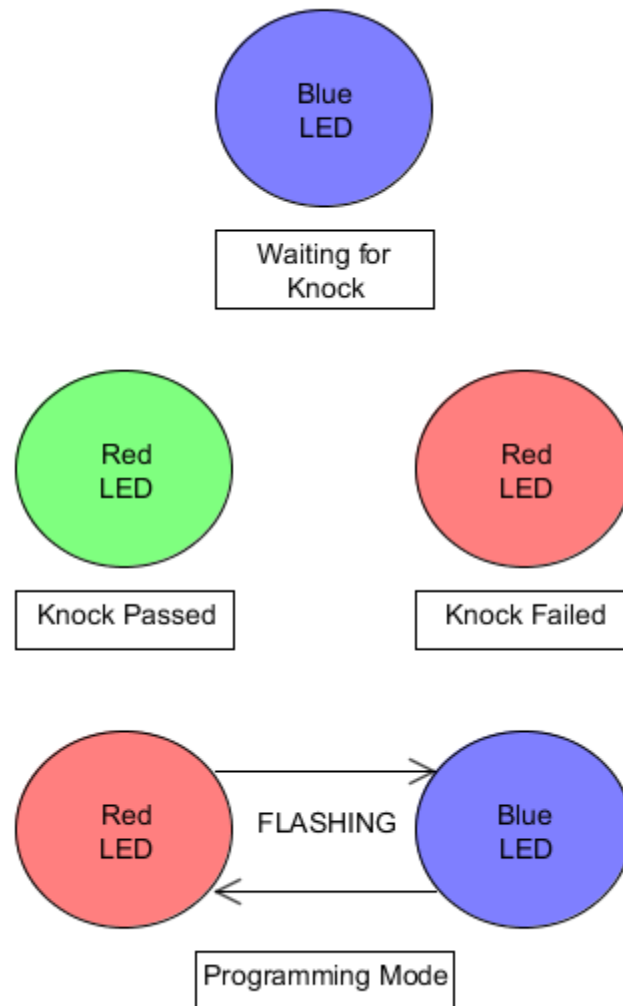 Blue
LED
Waiting for
Knock
Red
LED
Knock Passed
Red
LED
Knock Failed
Red
LED
FLASHING
Blue
LED
Programming Mode